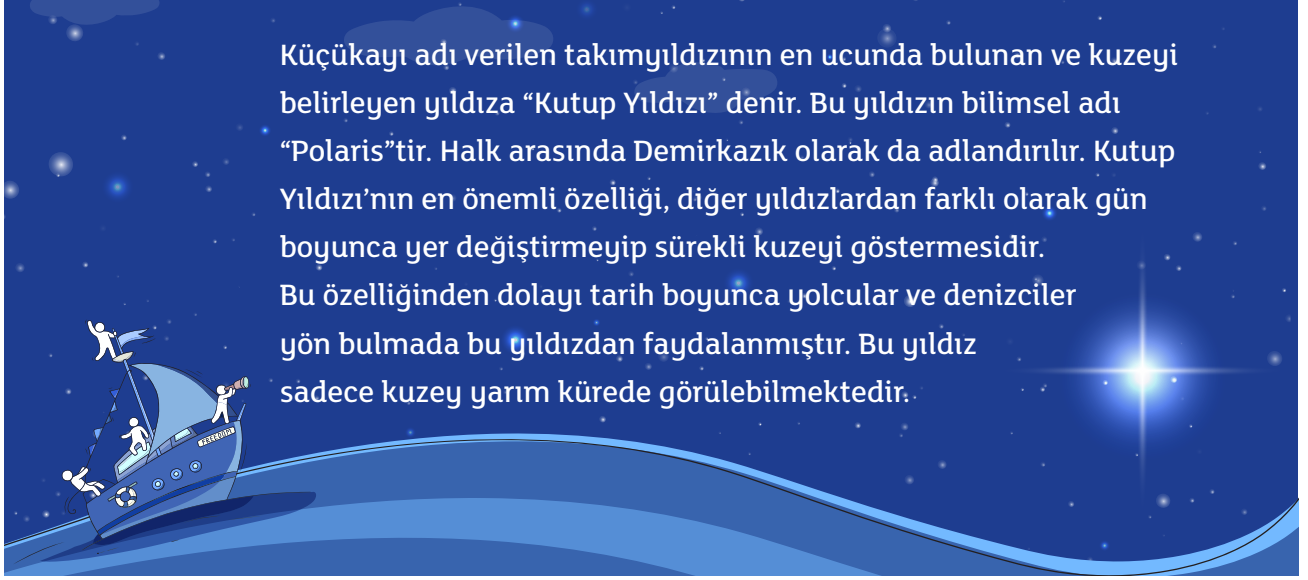 Küçükayı adı verilen takımyıldızının en ucunda bulunan ve kuzeyi
belirleyen yıldıza “Kutup Yıldızı” denir. Bu yıldızın bilimsel adı
“Polaris”tir. Halk arasında Demirkazık olarak da adlandırılır. Kutup
Yıldızı’nın en önemli özelliği, diğer yıldızlardan farklı olarak gün
boyunca yer değiştirmeyip sürekli kuzeyi göstermesidir.
Bu özelliğinden dolayı tarih boyunca yolcular ve denizciler
yön bulmada bu yıldızdan faydalanmıştır. Bu yıldız
sadece kuzey yarım kürede görülebilmektedir.
FREEDOM